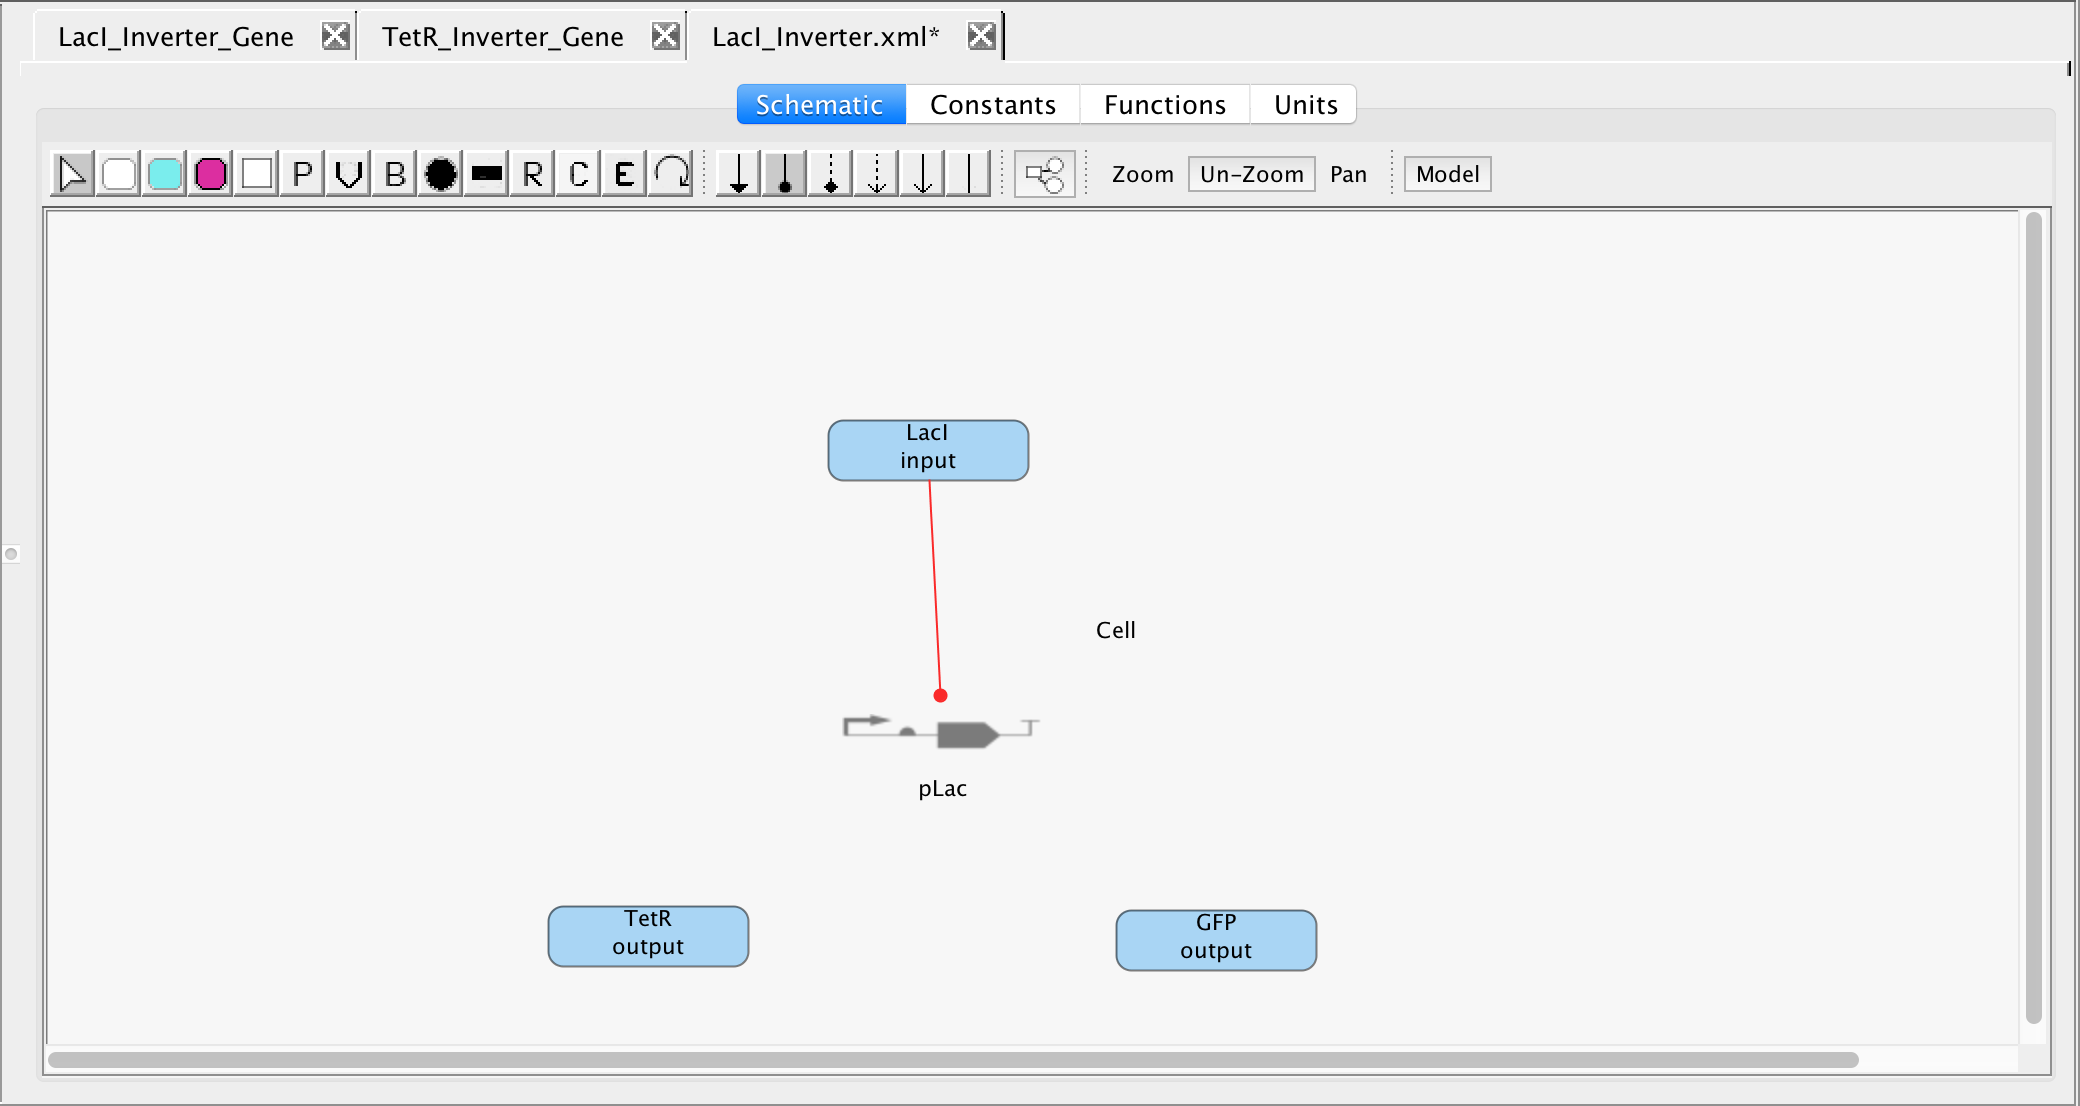 LacI_Inverter_Gene TetR_Inverter_Gene LacI_Inverter.xml*
Schematic Constants Functions Units
P V B R C E Zoom Un-Zoom Pan Model
LacI
input
Cell
pLac
TetR
output
GFP
output